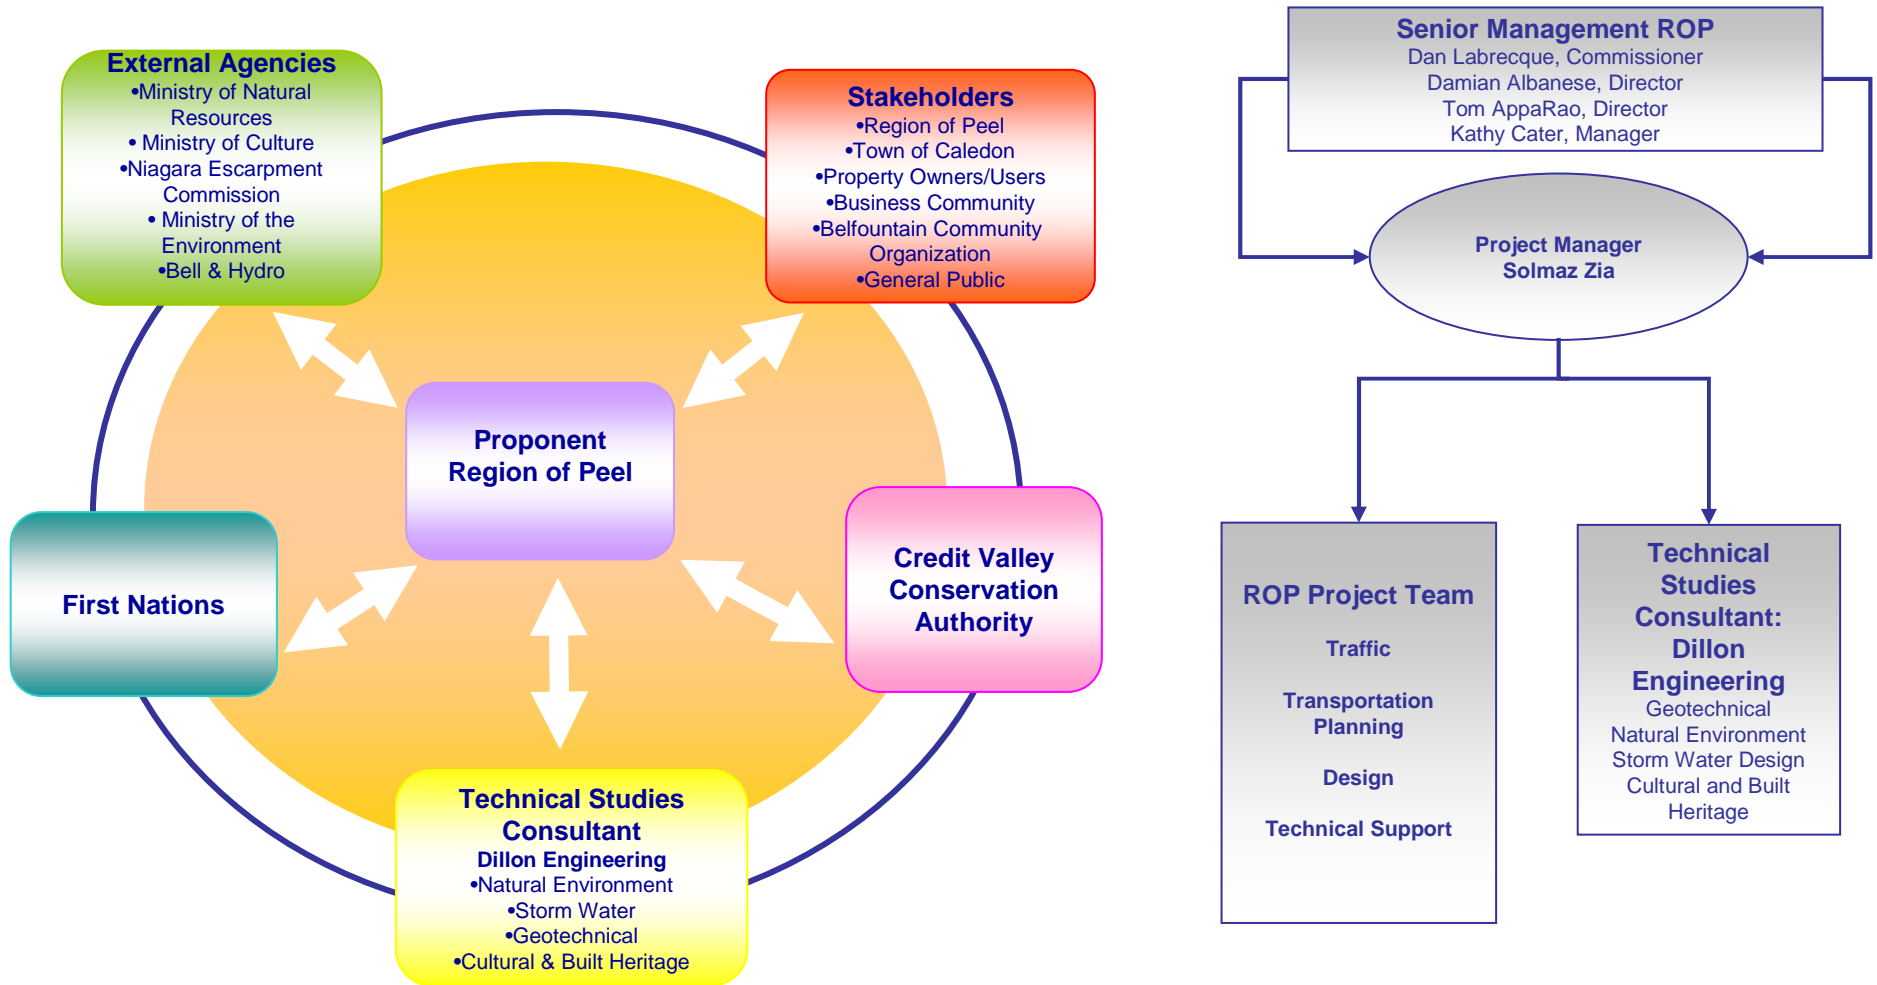 External Agencies
•Ministry of Natural
Resources
• Ministry of Culture
•Niagara Escarpment
Commission
• Ministry of the
Environment
•Bell & Hydro
Stakeholders
•Region of Peel
•Town of Caledon
•Property Owners/Users
•Business Community
•Belfountain Community
Organization
•General Public
Proponent
Region of Peel
First Nations
Credit Valley
Conservation
Authority
Technical Studies
Consultant
Dillon Engineering
•Natural Environment
•Storm Water
•Geotechnical
•Cultural & Built Heritage
Senior Management ROP
Dan Labrecque, Commissioner
Damian Albanese, Director
Tom AppaRao, Director
Kathy Cater, Manager
Project Manager
Solmaz Zia
ROP Project Team
Traffic
Transportation
Planning
Design
Technical Support
Technical
Studies
Consultant:
Dillon
Engineering
Geotechnical
Natural Environment
Storm Water Design
Cultural and Built
Heritage